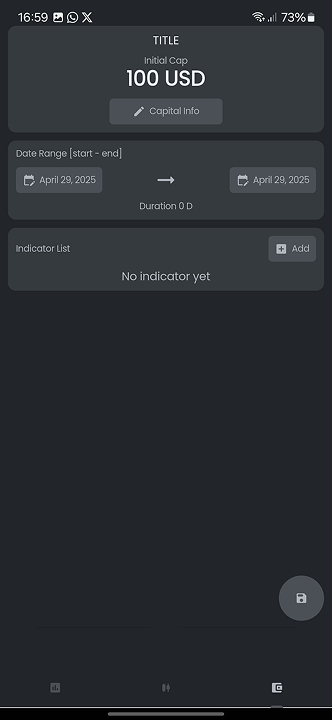 16:59 73%
TITLE
Initial Cap
100 USD
Capital Info
Date Range [start - end]
April 29, 2025 April 29, 2025
Duration 0 D
Indicator List Add
No indicator yet